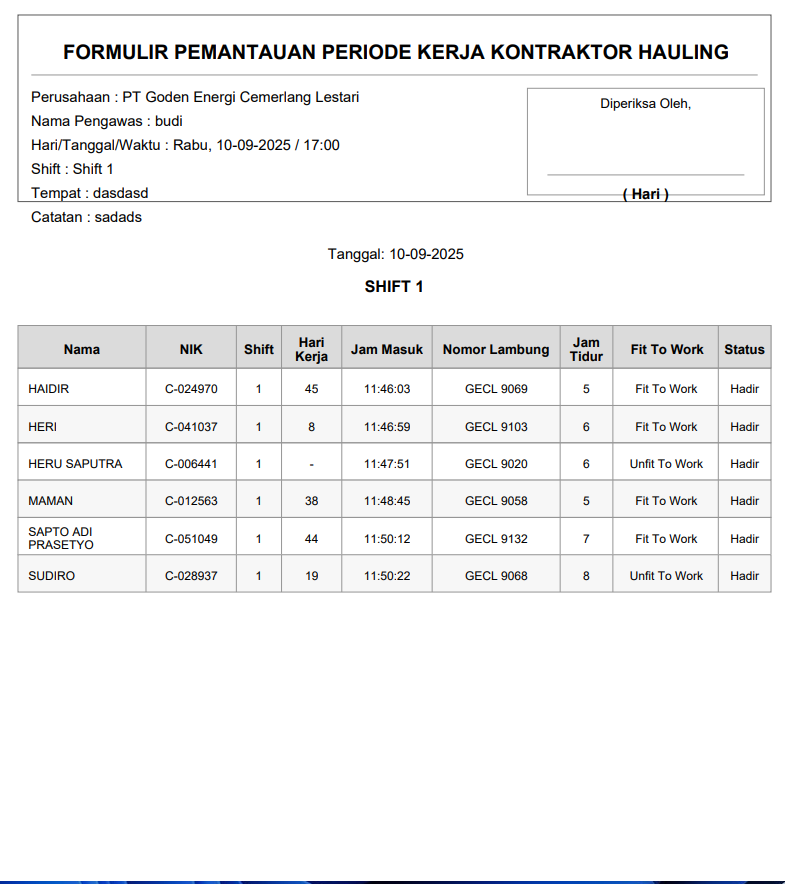 FORMULIR PEMANTAUAN PERIODE KERJA KONTRAKTOR HAULING
Perusahaan : PT Goden Energi Cemerlang Lestari
Nama Pengawas : budi
Hari/Tanggal/Waktu : Rabu, 10-09-2025 / 17:00
Shift : Shift 1
Tempat : dasdasd
Catatan : sadads
Diperiksa Oleh,
( Hari )
Tanggal: 10-09-2025
SHIFT 1
Nama NIK Shift Hari Kerja Jam Masuk Nomor Lambung Jam Tidur Fit To Work Status
HAIDIR C-024970 1 45 11:46:03 GECL 9069 5 Fit To Work Hadir
HERI C-041037 1 8 11:46:59 GECL 9103 6 Fit To Work Hadir
HERU SAPUTRA C-006441 1 - 11:47:51 GECL 9020 6 Unfit To Work Hadir
MAMAN C-012563 1 38 11:48:45 GECL 9058 5 Fit To Work Hadir
SAPTO ADI PRASETYO C-051049 1 44 11:50:12 GECL 9132 7 Fit To Work Hadir
SUDIRO C-028937 1 19 11:50:22 GECL 9068 8 Unfit To Work Hadir